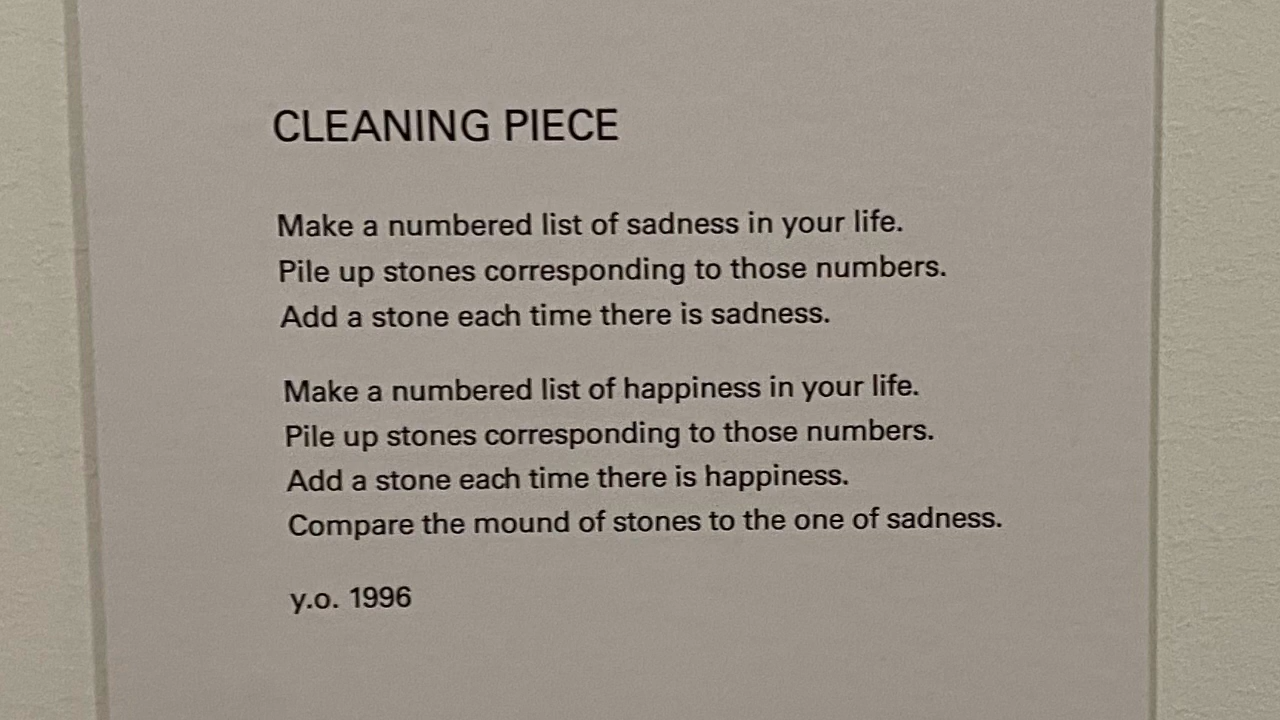 CLEANING PIECE
Make a numbered list of sadness in your life.
Pile up stones corresponding to those numbers.
Add a stone each time there is sadness.
Make a numbered list of happiness in your life.
Pile up stones corresponding to those numbers.
Add a stone each time there is happiness.
Compare the mound of stones to the one of sadness.
y.o. 1996